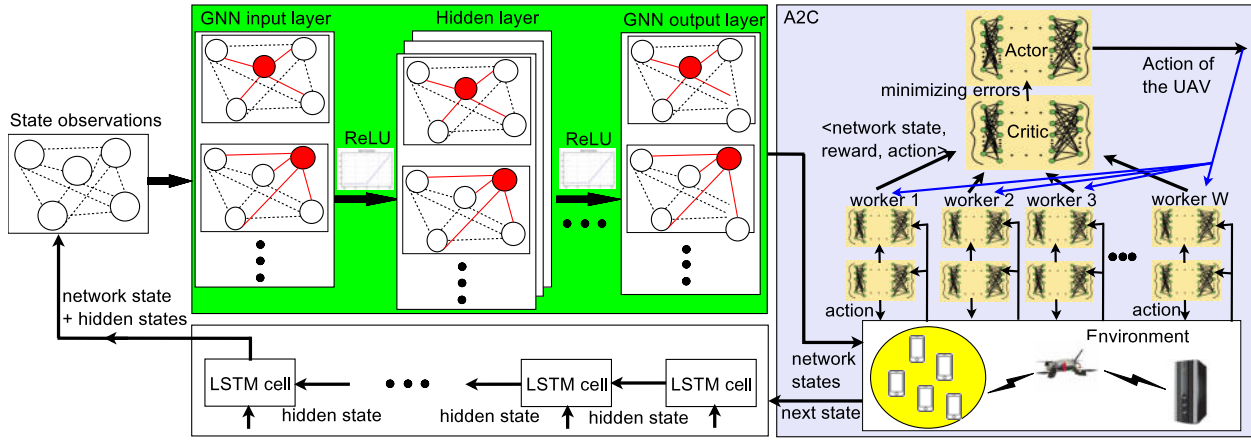 GNN input layer
Hidden layer
GNN output layer
A2C
Actor
Action of
the UAV
minimizing errors
Critic
<network state,
reward, action>
State observations
ReLU
ReLU
worker 1
worker 2
worker 3
worker W
action
action
network state
+ hidden states
Environment
network
states
next state
LSTM cell
LSTM cell
LSTM cell
hidden state
hidden state
hidden state